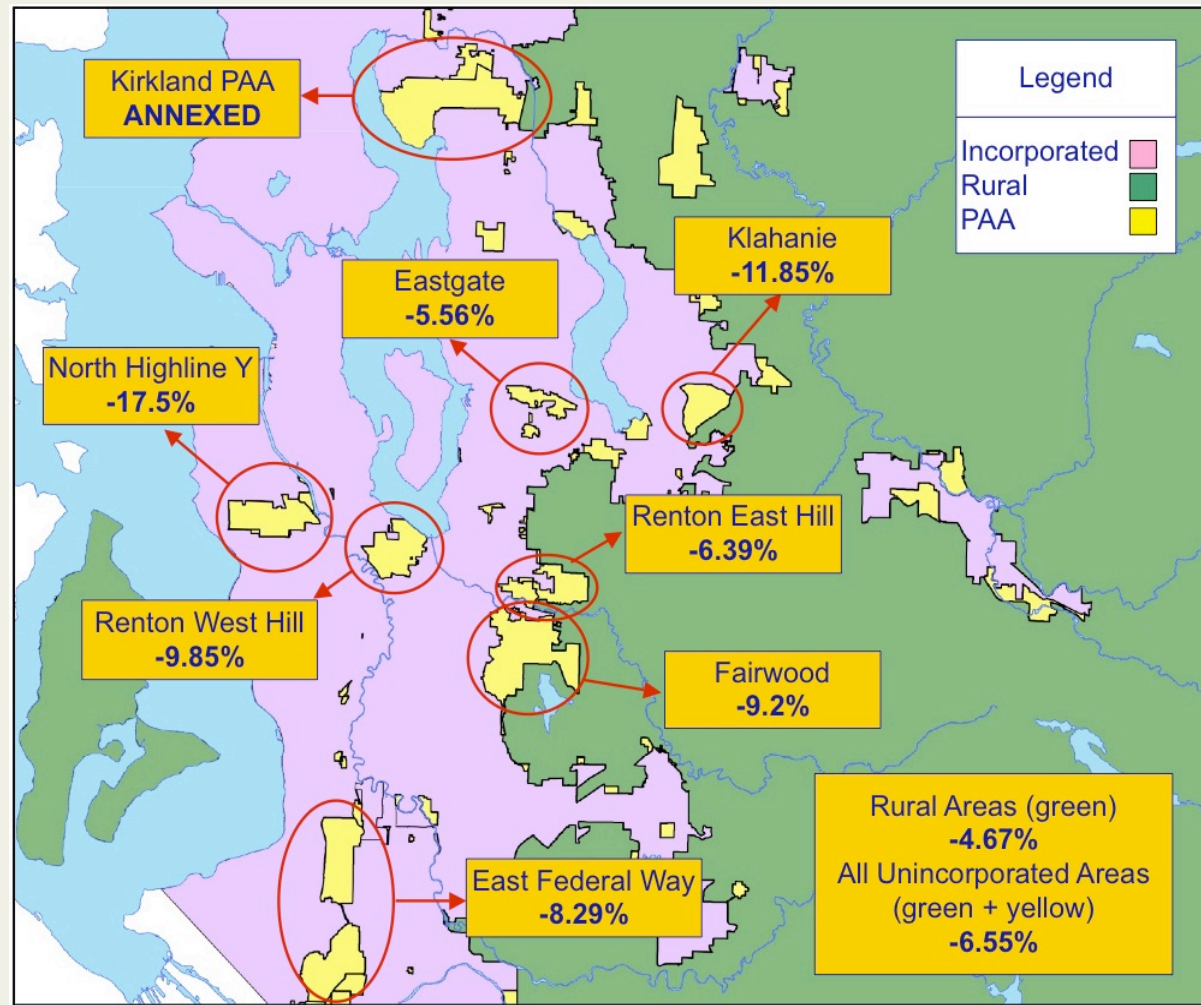 Kirkland PAA
ANNEXED
Legend
Incorporated
Rural
PAA
Klahanie
-11.85%
Eastgate
-5.56%
North Highline Y
-17.5%
Renton East Hill
-6.39%
Renton West Hill
-9.85%
Fairwood
-9.2%
East Federal Way
-8.29%
Rural Areas (green)
-4.67%
All Unincorporated Areas
(green + yellow)
-6.55%